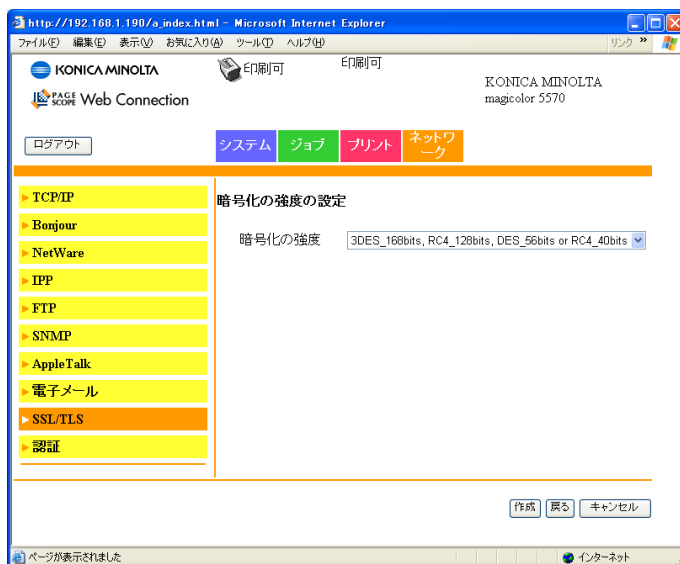 http://192.168.1.190/a_index.html - Microsoft Internet Explorer
ファイル(F) 編集(E) 表示(V) お気に入り(A) ツール(T) ヘルプ(H) リンク »
KONICA MINOLTA 印刷可 印刷可
KONICA MINOLTA
magicolor 5570
PAGE SCOPE Web Connection
ログアウト システム ジョブ プリント ネットワーク
TCP/IP
暗号化の強度の設定
Bonjour
暗号化の強度 3DES_168bits, RC4_128bits, DES_56bits or RC4_40bits
NetWare
IPP
FTP
SNMP
AppleTalk
電子メール
SSL/TLS
認証
作成 戻る キャンセル
ページが表示されました インターネット